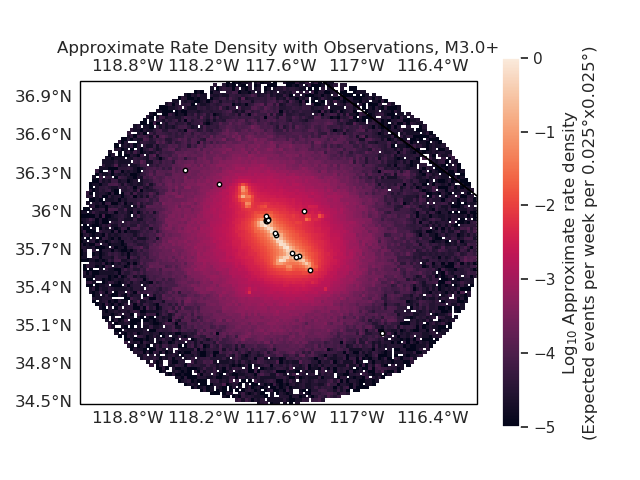 Approximate Rate Density with Observations, M3.0+
118.8°W 118.2°W 117.6°W 117°W 116.4°W
36.9°N
36.6°N
36.3°N
36°N
35.7°N
35.4°N
35.1°N
34.8°N
34.5°N
118.8°W 118.2°W 117.6°W 117°W 116.4°W
0
−1
−2
−3
−4
−5
Log₁₀ Approximate rate density
(Expected events per week per 0.025°x0.025°)